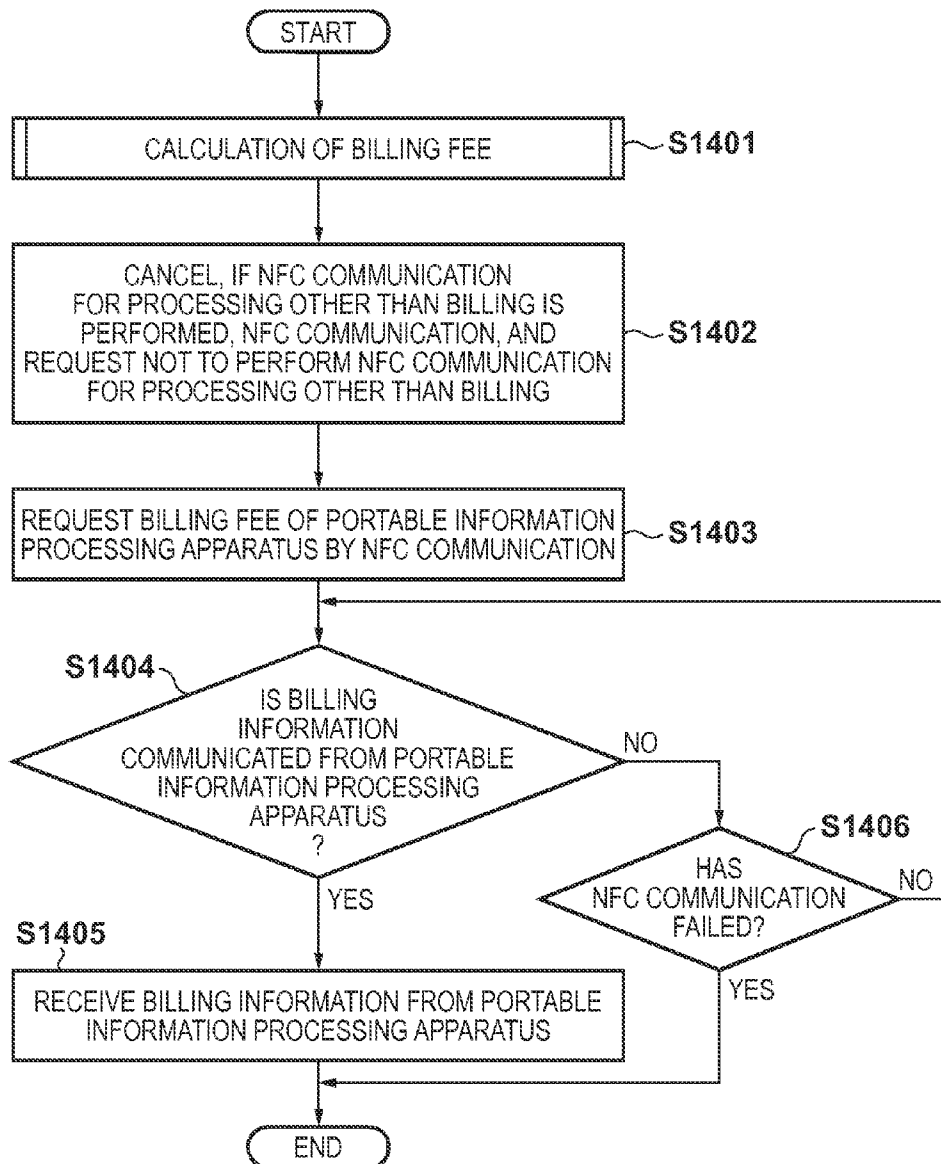 START
CALCULATION OF BILLING FEE
S1401
CANCEL, IF NFC COMMUNICATION
FOR PROCESSING OTHER THAN BILLING IS
PERFORMED, NFC COMMUNICATION, AND
REQUEST NOT TO PERFORM NFC COMMUNICATION
FOR PROCESSING OTHER THAN BILLING
S1402
REQUEST BILLING FEE OF PORTABLE INFORMATION
PROCESSING APPARATUS BY NFC COMMUNICATION
S1403
S1404
IS BILLING
INFORMATION
COMMUNICATED FROM PORTABLE
INFORMATION PROCESSING
APPARATUS
?
NO
YES
S1406
HAS
NFC COMMUNICATION
FAILED?
NO
YES
S1405
RECEIVE BILLING INFORMATION FROM PORTABLE
INFORMATION PROCESSING APPARATUS
END